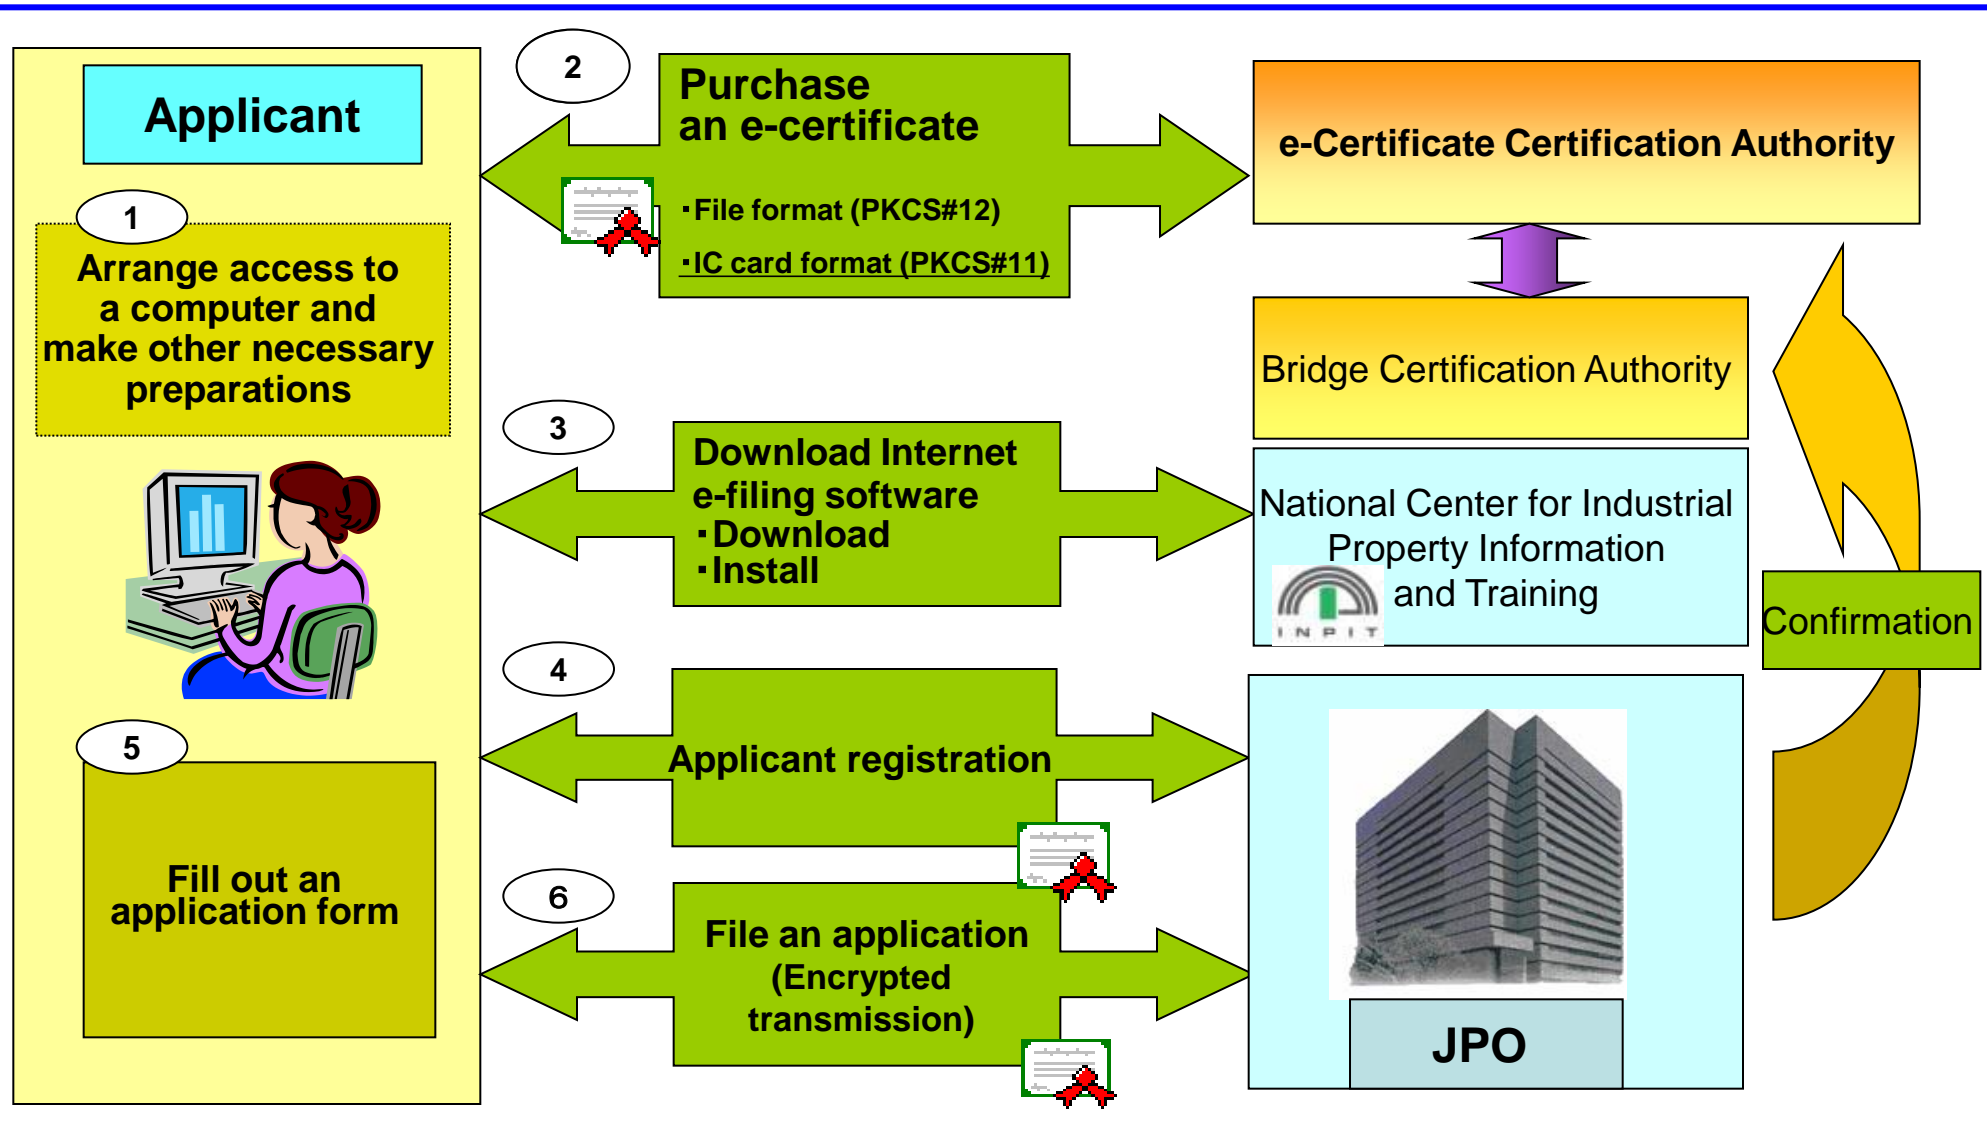 Applicant
1
Arrange access to
a computer and
make other necessary
preparations
5
Fill out an
application form
2
Purchase
an e-certificate
・File format (PKCS#12)
・IC card format (PKCS#11)
3
Download Internet
e-filing software
・Download
・Install
4
Applicant registration
6
File an application
(Encrypted
transmission)
e-Certificate Certification Authority
Bridge Certification Authority
National Center for Industrial
Property Information
and Training
INPIT
Confirmation
JPO